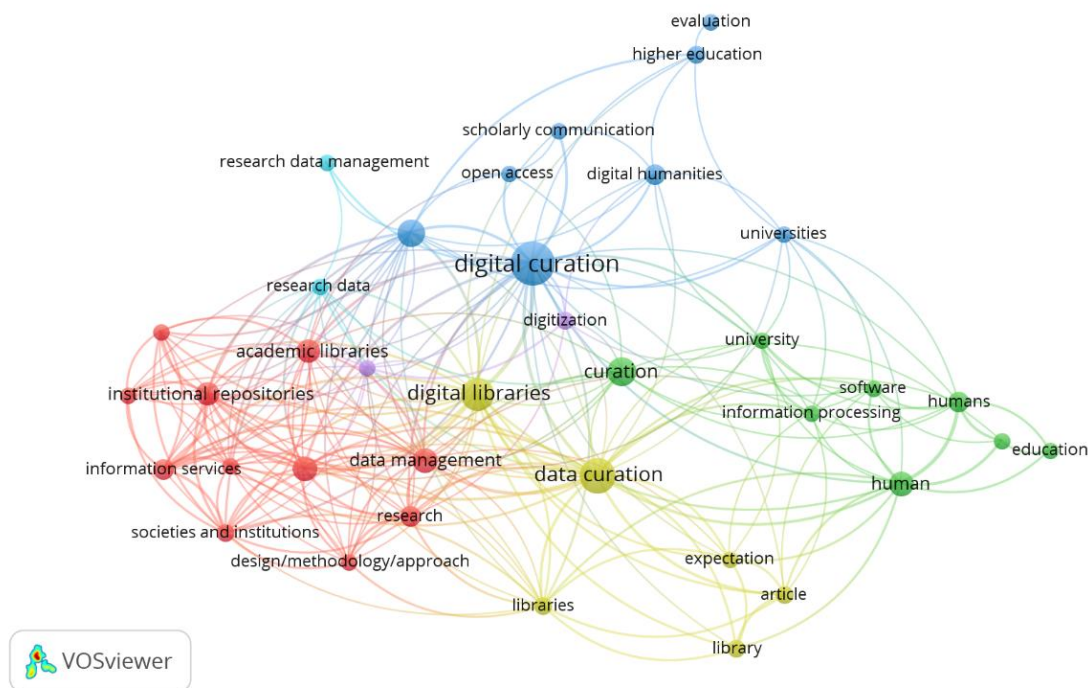 evaluation
higher education
scholarly communication
research data management
open access
digital humanities
universities
digital curation
research data
digitization
university
academic libraries
curation
software
institutional repositories
digital libraries
information processing
humans
education
information services
data management
data curation
human
research
societies and institutions
design/methodology/approach
expectation
article
libraries
library
VOSviewer